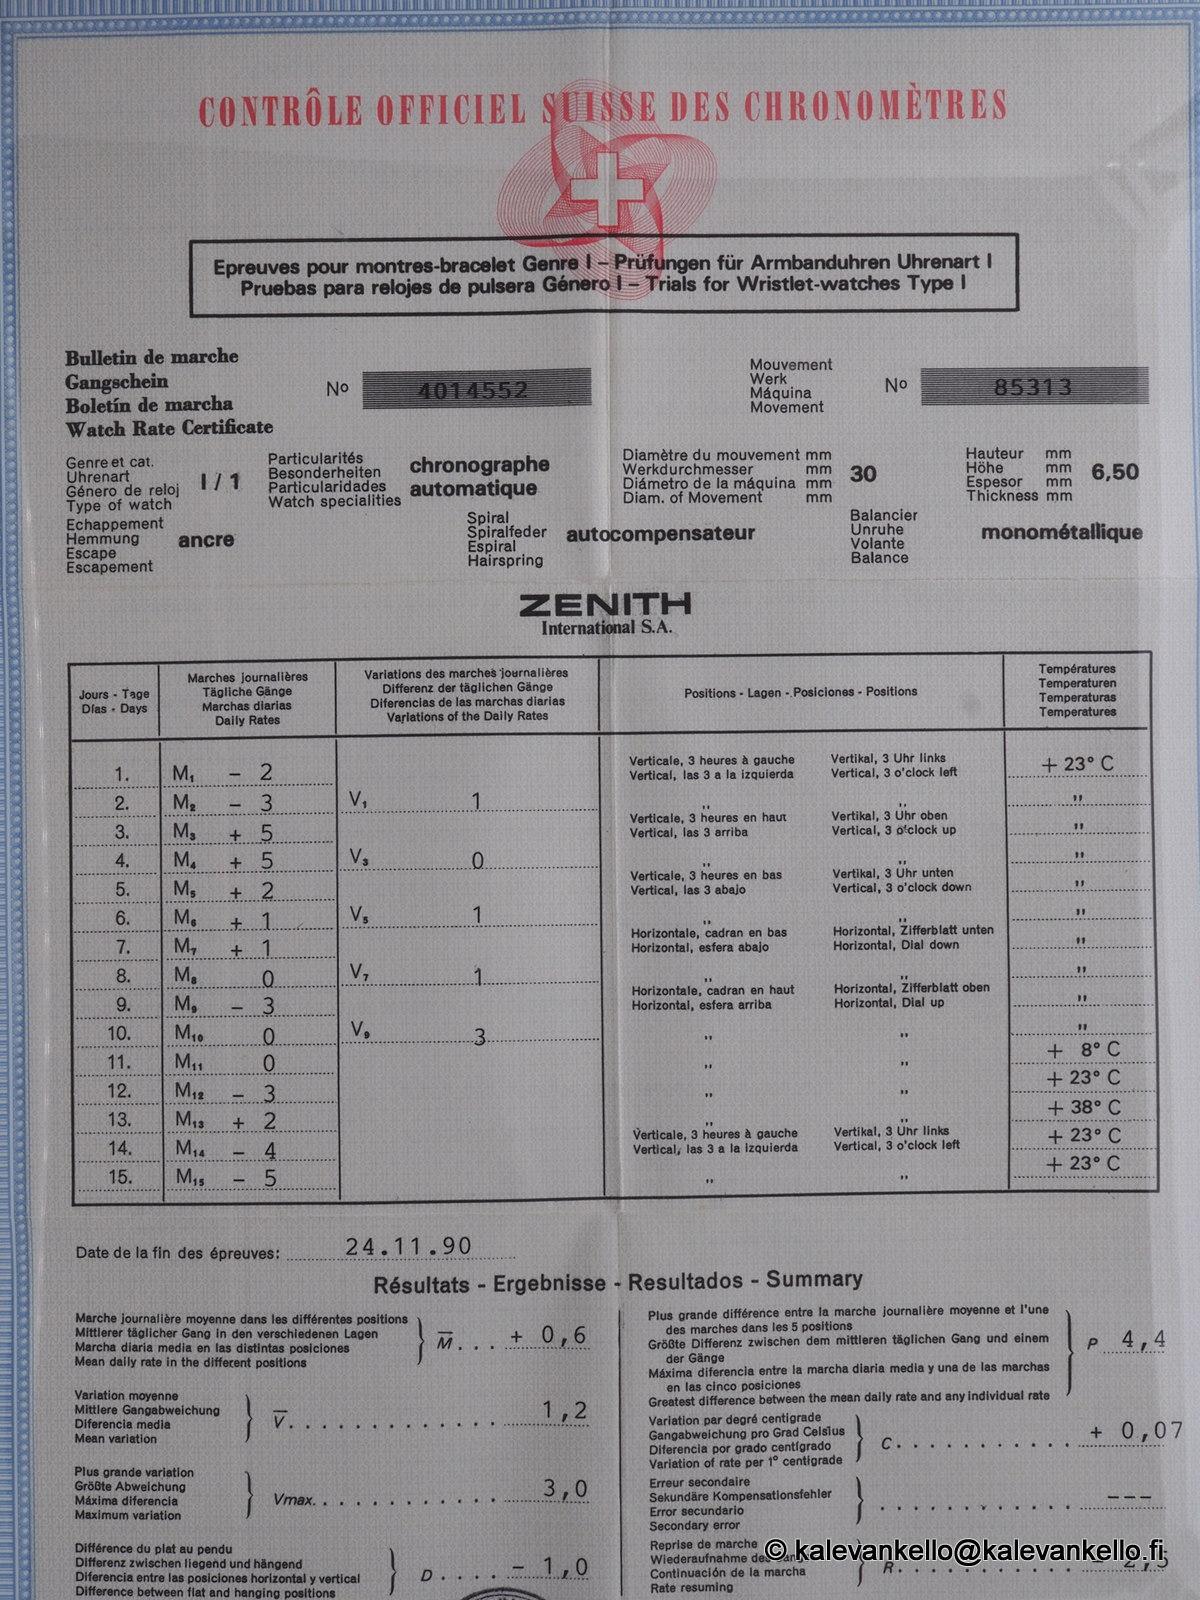 CONTRÔLE OFFICIEL SUISSE DES CHRONOMÈTRES
Epreuves pour montres-bracelet Genre I – Prüfungen für Armbanduhren Uhrenart I
Pruebas para relojes de pulsera Género I – Trials for Wristlet-watches Type I
Bulletin de marche
Gangschein
Boletín de marcha
Watch Rate Certificate
No 4014552
Mouvement
Werk
Máquina
Movement
No 85313
Genre et cat.
Uhrenart
Género de reloj
Type of watch
I / 1
Particularités
Besonderheiten
Particularidades
Watch specialities
chronographe
automatique
Diamètre du mouvement mm
Werkdurchmesser mm
Diámetro de la máquina mm
Diam. of Movement mm
30
Hauteur mm
Höhe mm
Espesor mm
Thickness mm
6,50
Echappement
Hemmung
Escape
Escapement
ancre
Spiral
Spiralfeder
Espiral
Hairspring
autocompensateur
Balancier
Unruhe
Volante
Balance
monométallique
ZENITH
International S.A.
Jours - Tage
Días - Days
Marches journalières
Tägliche Gänge
Marchas diarias
Daily Rates
Variations des marches journalières
Differenz der täglichen Gänge
Diferencias de las marchas diarias
Variations of the Daily Rates
Positions - Lagen - Posiciones - Positions
Températures
Temperaturen
Temperaturas
Temperatures
1. M1 – 2 Verticale, 3 heures à gauche Vertikal, 3 Uhr links + 23° C
Vertical, las 3 a la izquierda Vertical, 3 o'clock left
2. M2 – 3 V1 1 ,, ,, "
3. M3 + 5 Verticale, 3 heures en haut Vertikal, 3 Uhr oben "
Vertical, las 3 arriba Vertical, 3 o'clock up
4. M4 + 5 V3 0 ,, ,, "
5. M5 + 2 Verticale, 3 heures en bas Vertikal, 3 Uhr unten "
Vertical, las 3 abajo Vertical, 3 o'clock down
6. M6 + 1 V5 1 ,, ,, "
7. M7 + 1 Horizontale, cadran en bas Horizontal, Zifferblatt unten "
Horizontal, esfera abajo Horizontal, Dial down
8. M8 0 V7 1 ,, ,, "
9. M9 – 3 Horizontale, cadran en haut Horizontal, Zifferblatt oben "
Horizontal, esfera arriba Horizontal, Dial up
10. M10 0 V9 3 ,, ,, "
11. M11 0 ,, ,, + 8° C
12. M12 – 3 ,, ,, + 23° C
13. M13 + 2 ,, ,, + 38° C
14. M14 – 4 Verticale, 3 heures à gauche Vertikal, 3 Uhr links + 23° C
Vertical, las 3 a la izquierda Vertical, 3 o'clock left
15. M15 – 5 ,, ,, + 23° C
Date de la fin des épreuves: 24.11.90
Résultats - Ergebnisse - Resultados - Summary
Marche journalière moyenne dans les différentes positions
Mittlerer täglicher Gang in den verschiedenen Lagen
Marcha diaria media en las distintas posiciones
Mean daily rate in the different positions
M . . . + 0,6
Plus grande différence entre la marche journalière moyenne et l'une
des marches dans les 5 positions
Größte Differenz zwischen dem mittleren täglichen Gang und einem
der Gänge
Máxima diferencia entre la marcha diaria media y una de las marchas
en las cinco posiciones
Greatest difference between the mean daily rate and any individual rate
P 4,4
Variation moyenne
Mittlere Gangabweichung
Diferencia media
Mean variation
V . . . . . . . . . . . . 1,2
Variation par degré centigrade
Gangabweichung pro Grad Celsius
Diferencia por grado centígrado
Variation of rate per 1° centigrade
C . . . . . . . . . . . + 0,07
Plus grande variation
Größte Abweichung
Máxima diferencia
Maximum variation
Vmax. . . . . . . . . . . 3,0
Erreur secondaire
Sekundäre Kompensationsfehler
Error secundario
Secondary error
. . . . . . . . . . . ---
Différence du plat au pendu
Differenz zwischen liegend und hängend
Diferencia entre las posiciones horizontal y vertical
Difference between flat and hanging positions
D . . . . – 1,0
Reprise de marche
Wiederaufnahme des
Continuación de la marcha
Rate resuming
R. . . . . . . . . . . – 2,5
© kalevankello@kalevankello.fi